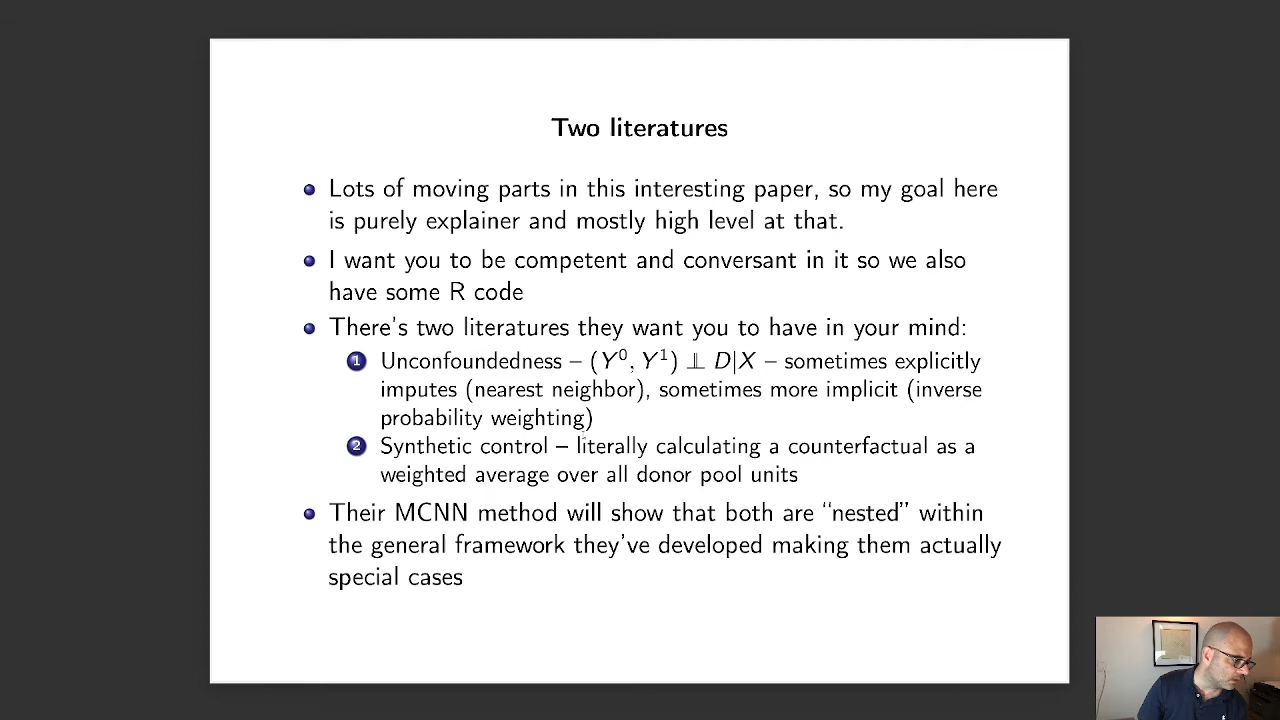 Two literatures
Lots of moving parts in this interesting paper, so my goal here
is purely explainer and mostly high level at that.
I want you to be competent and conversant in it so we also
have some R code
There's two literatures they want you to have in your mind:
1 Unconfoundedness – (Y⁰, Y¹) ⫫ D|X – sometimes explicitly
imputes (nearest neighbor), sometimes more implicit (inverse
probability weighting)
2 Synthetic control – literally calculating a counterfactual as a
weighted average over all donor pool units
Their MCNN method will show that both are “nested” within
the general framework they've developed making them actually
special cases